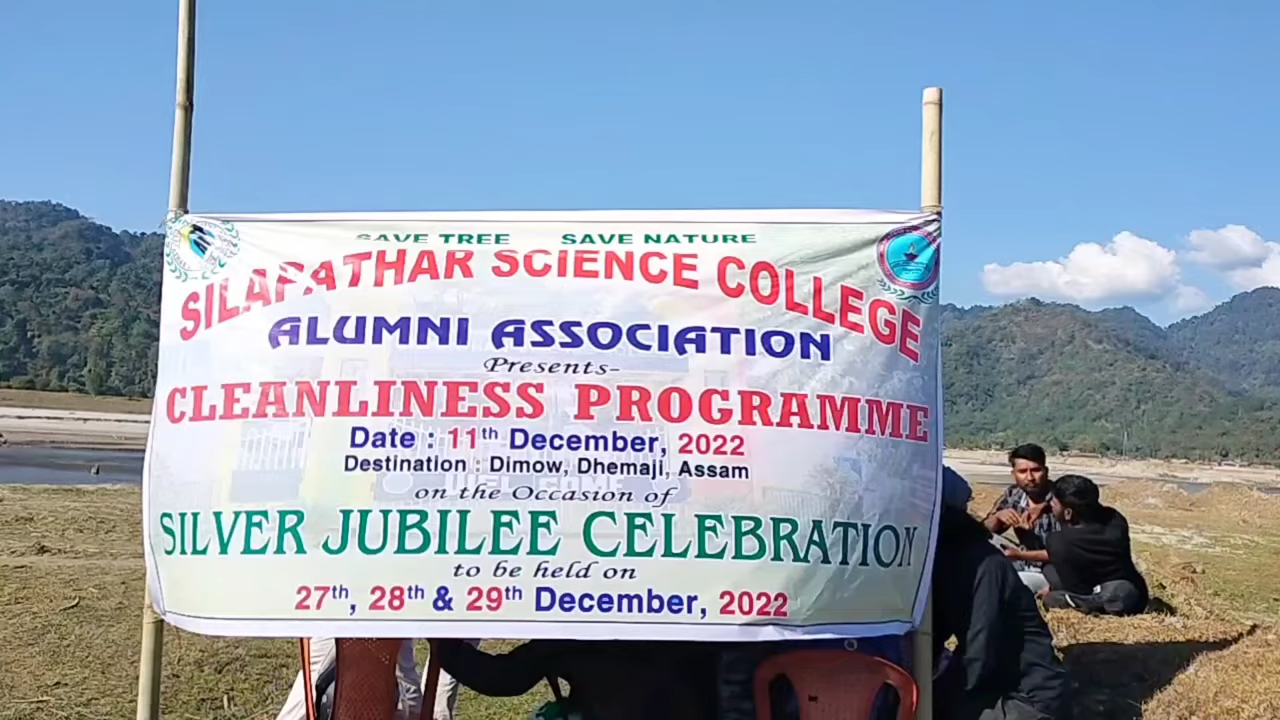 SAVE TREE SAVE NATURE
SILAPATHAR SCIENCE COLLEGE
ALUMNI ASSOCIATION
Presents-
CLEANLINESS PROGRAMME
Date : 11th December, 2022
Destination : Dimow, Dhemaji, Assam
on the Occasion of
SILVER JUBILEE CELEBRATION
to be held on
27th, 28th & 29th December, 2022